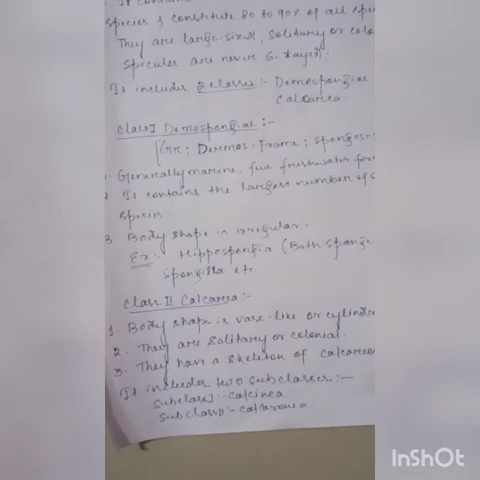 species & constitute 80 to 90% of all spe
They are large-sized, solitary or colo
Spicules are never 6-rayed.
It includes 2 classes :- Demospongiae
Calcarea.
Class I Demospongiae :-
[Gr; Demos = Frame; spongos
1. Generally marine, few freshwater for
2. It contains the largest number of s
species.
3. Body shape is irregular.
Ex :- Hippospongia (Bath sponge
Spongilla etc
Class II Calcarea :-
1. Body shape is vase-like or cylindr
2. They are solitary or colonial.
3. They have a skeleton of calcareou
It includes two subclasses :-
Subclass I :- calcinea
Subclass II :- calcaronea
InShOt